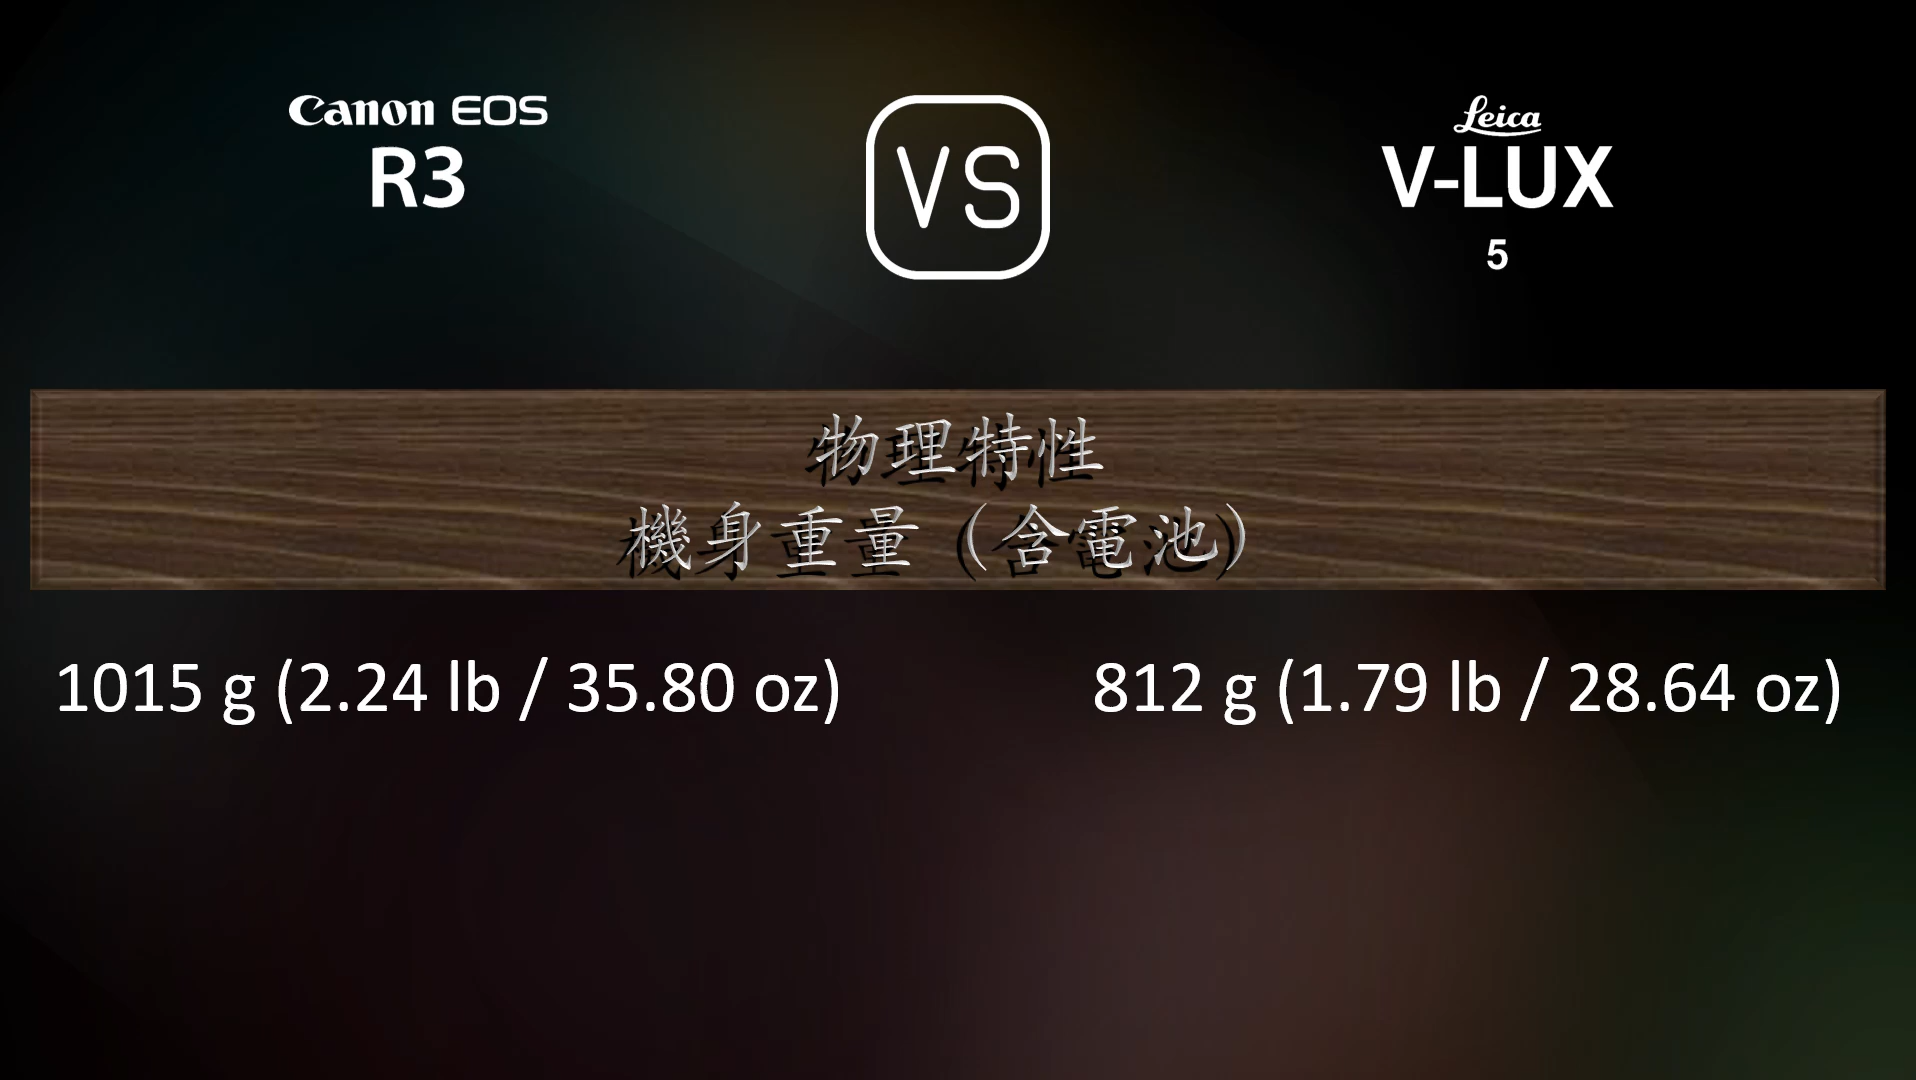 Canon EOS
R3
VS
Leica
V-LUX
5
物理特性
機身重量（含電池）
1015 g (2.24 lb / 35.80 oz)
812 g (1.79 lb / 28.64 oz)